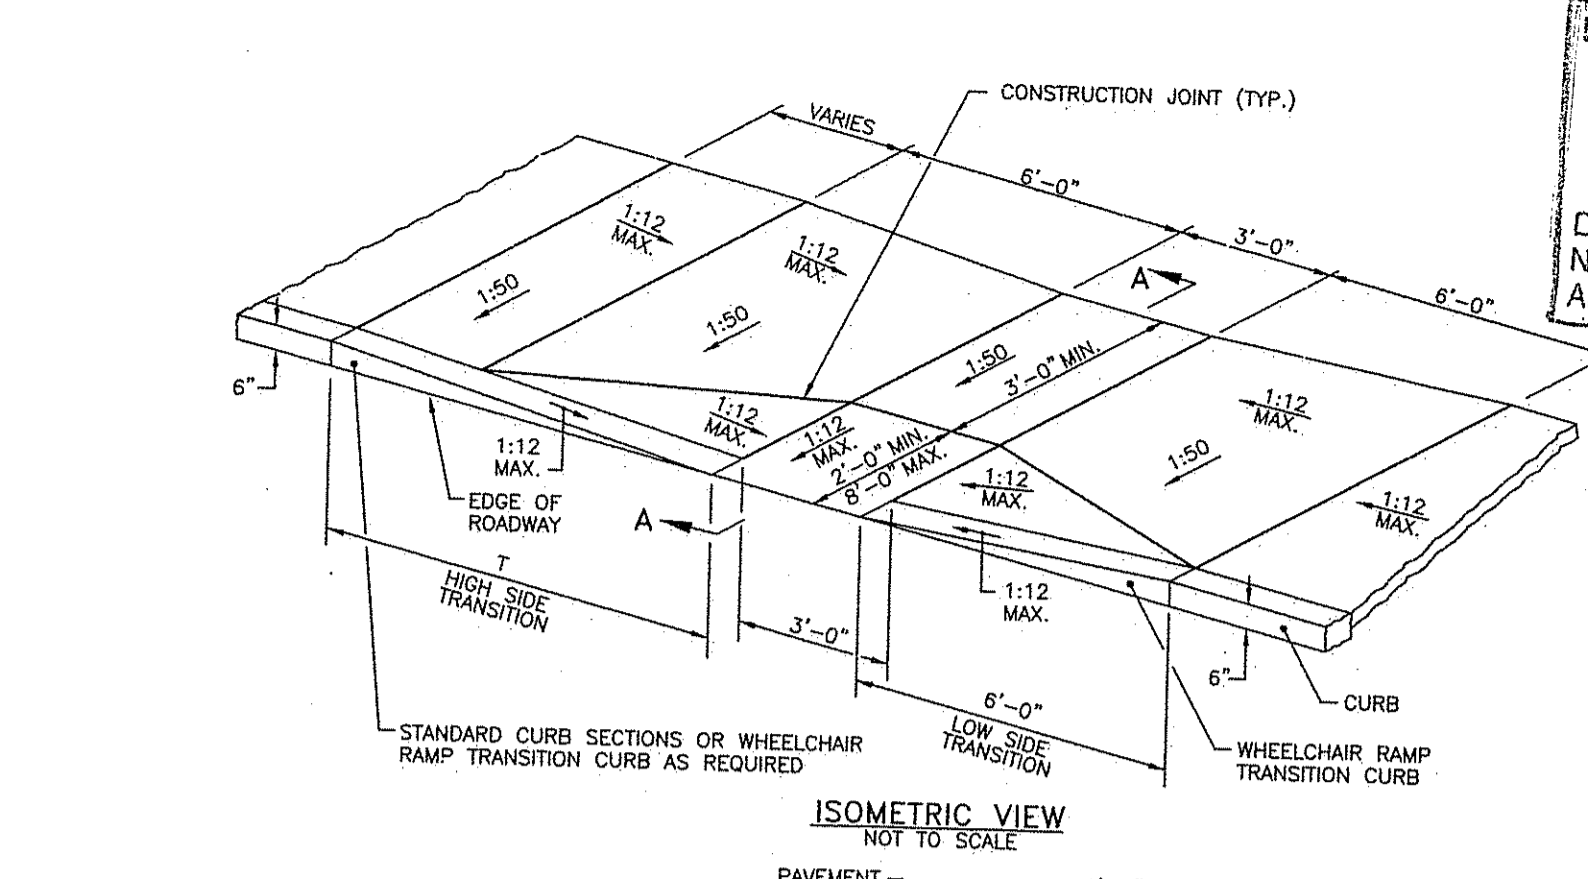 CONSTRUCTION JOINT (TYP.)
VARIES
6'-0"
3'-0"
6'-0"
D
N
A
A
1:12
MAX.
1:12
MAX.
1:50
1:50
1:50
3'-0" MIN.
1:12
MAX.
1:50
1:12
MAX.
6"
1:12
MAX.
1:12
MAX.
2'-0" MIN.
8'-0" MAX.
1:12
MAX.
1:12
MAX.
EDGE OF
ROADWAY
A
T
HIGH SIDE
TRANSITION
3'-0"
1:12
MAX.
6"
CURB
6'-0"
LOW SIDE
TRANSITION
STANDARD CURB SECTIONS OR WHEELCHAIR
RAMP TRANSITION CURB AS REQUIRED
WHEELCHAIR RAMP
TRANSITION CURB
ISOMETRIC VIEW
NOT TO SCALE
PAVEMENT